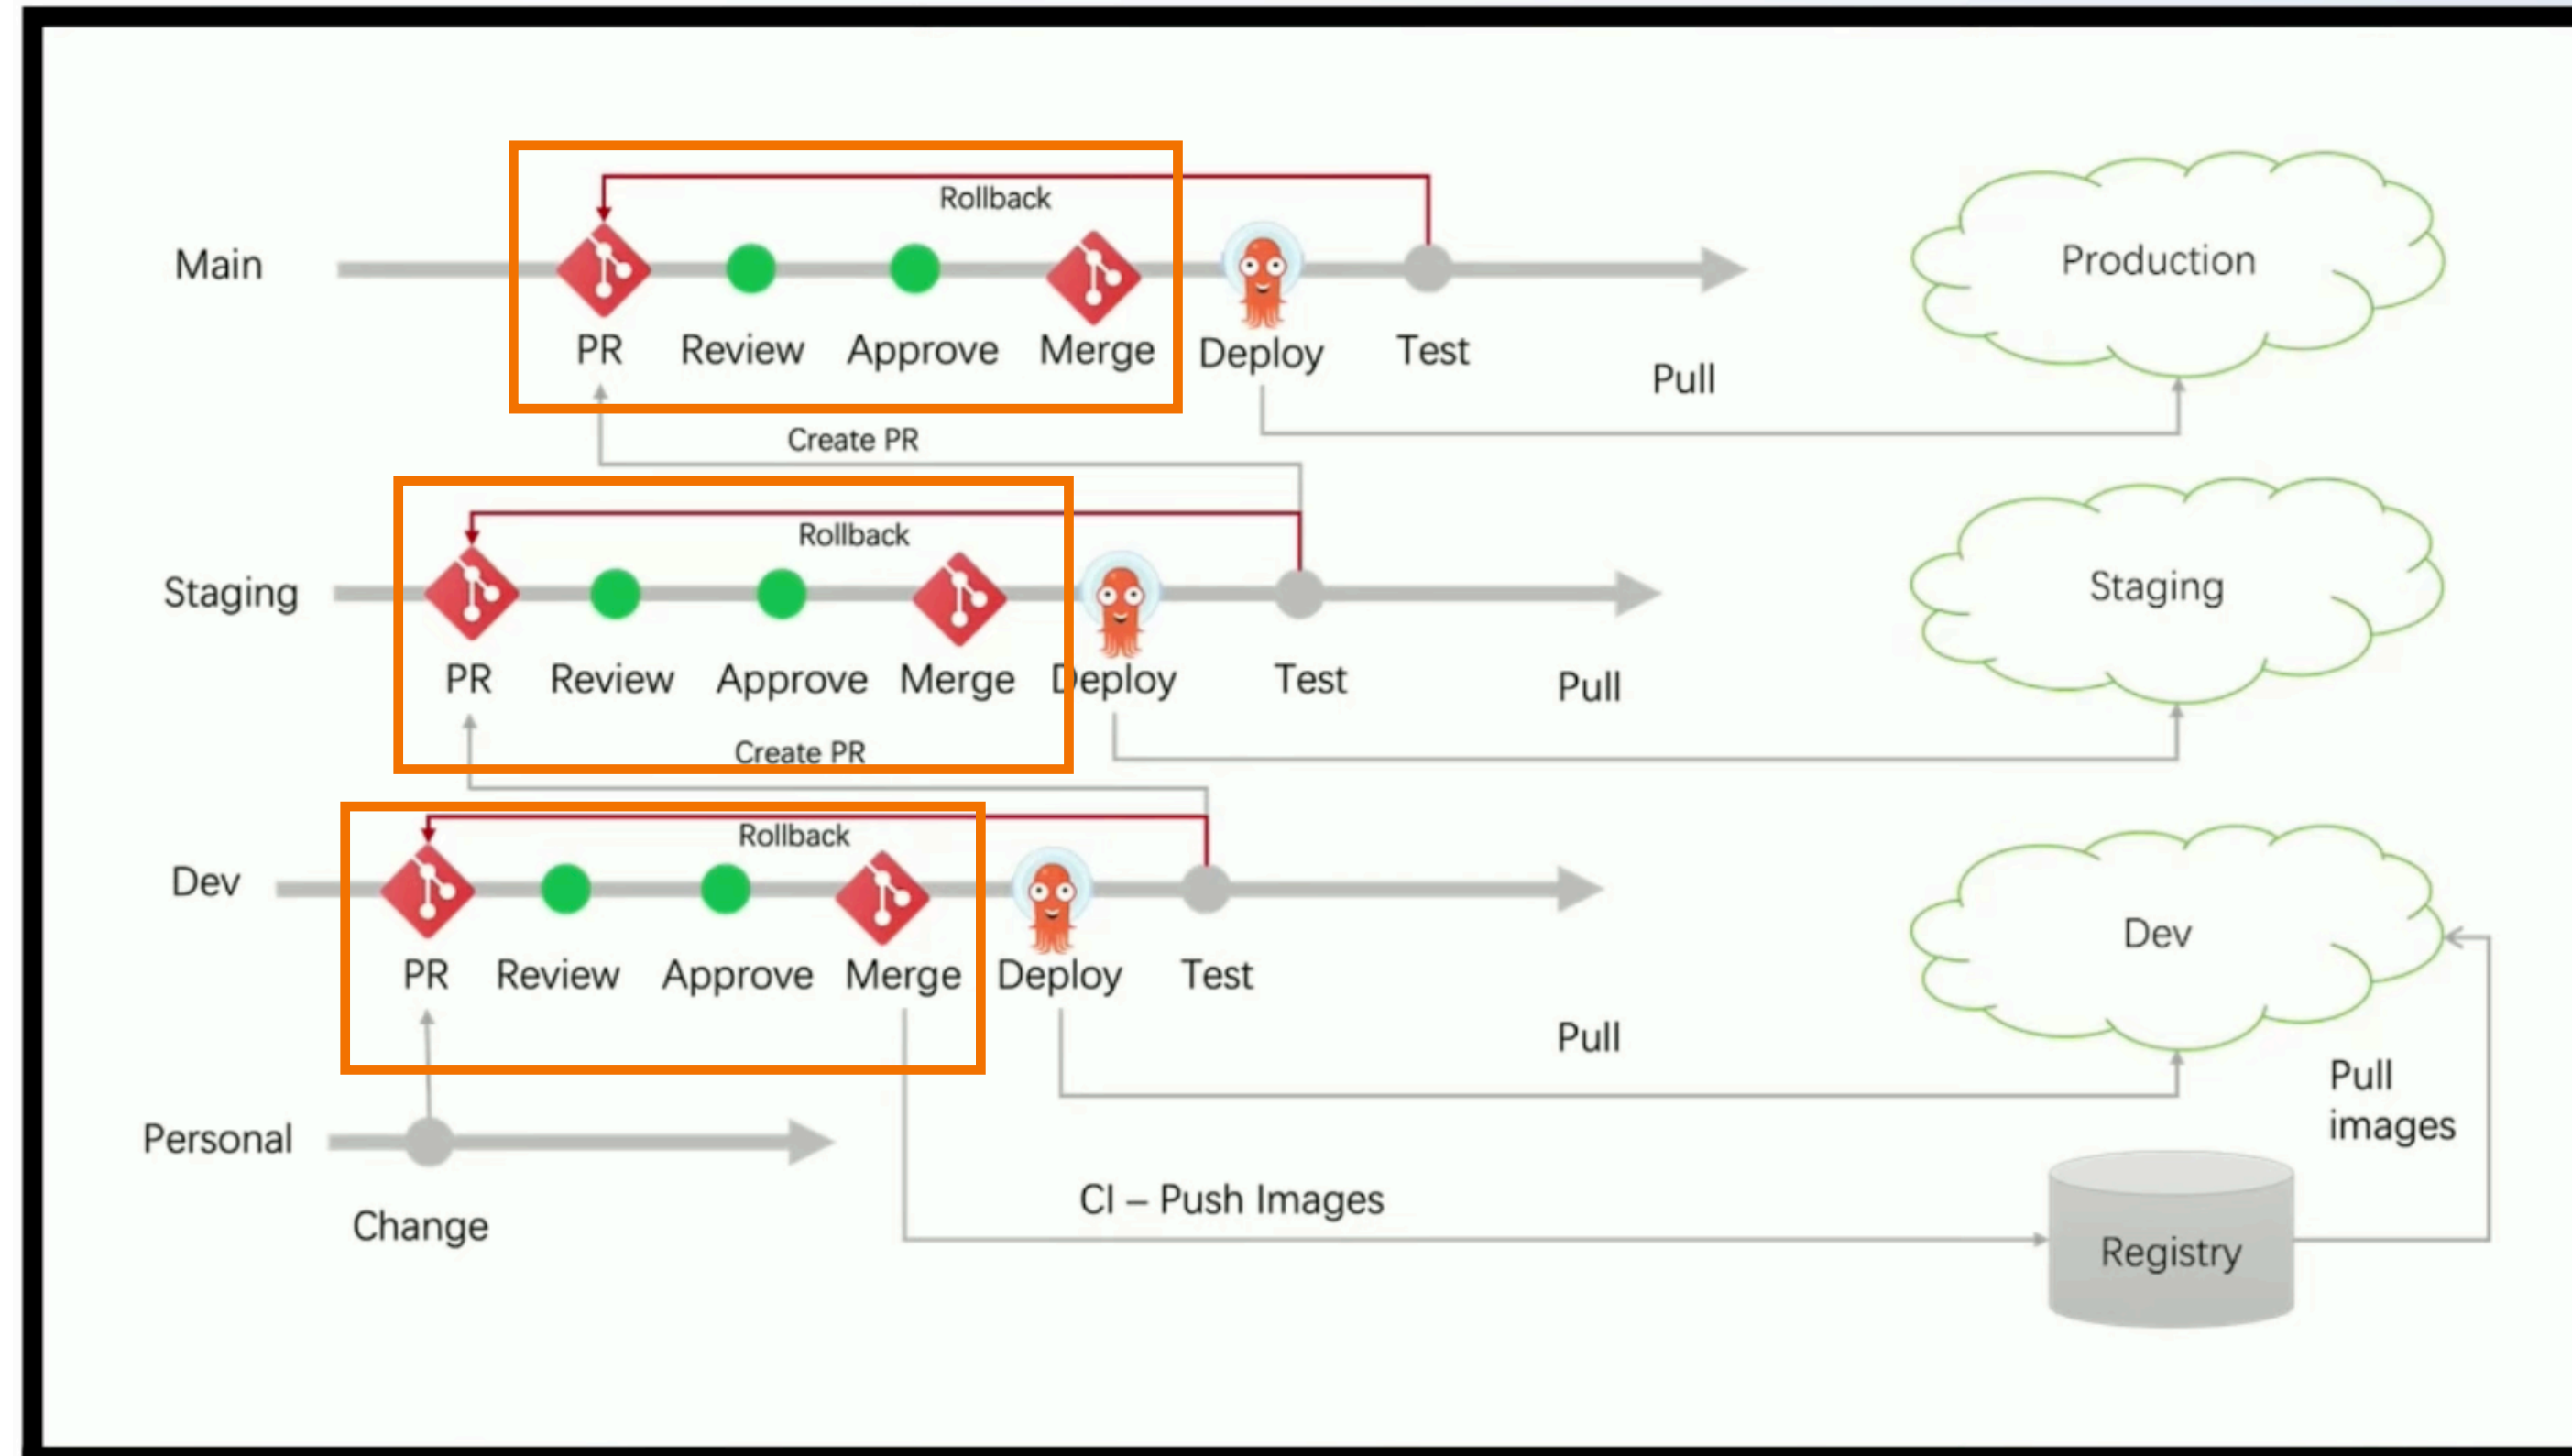 Rollback
Main
Production
PR Review Approve Merge Deploy Test
Pull
Create PR
Rollback
Staging
Staging
PR Review Approve Merge Deploy Test
Pull
Create PR
Rollback
Dev
Dev
PR Review Approve Merge Deploy Test
Pull
Pull
images
Personal
CI – Push Images
Change
Registry